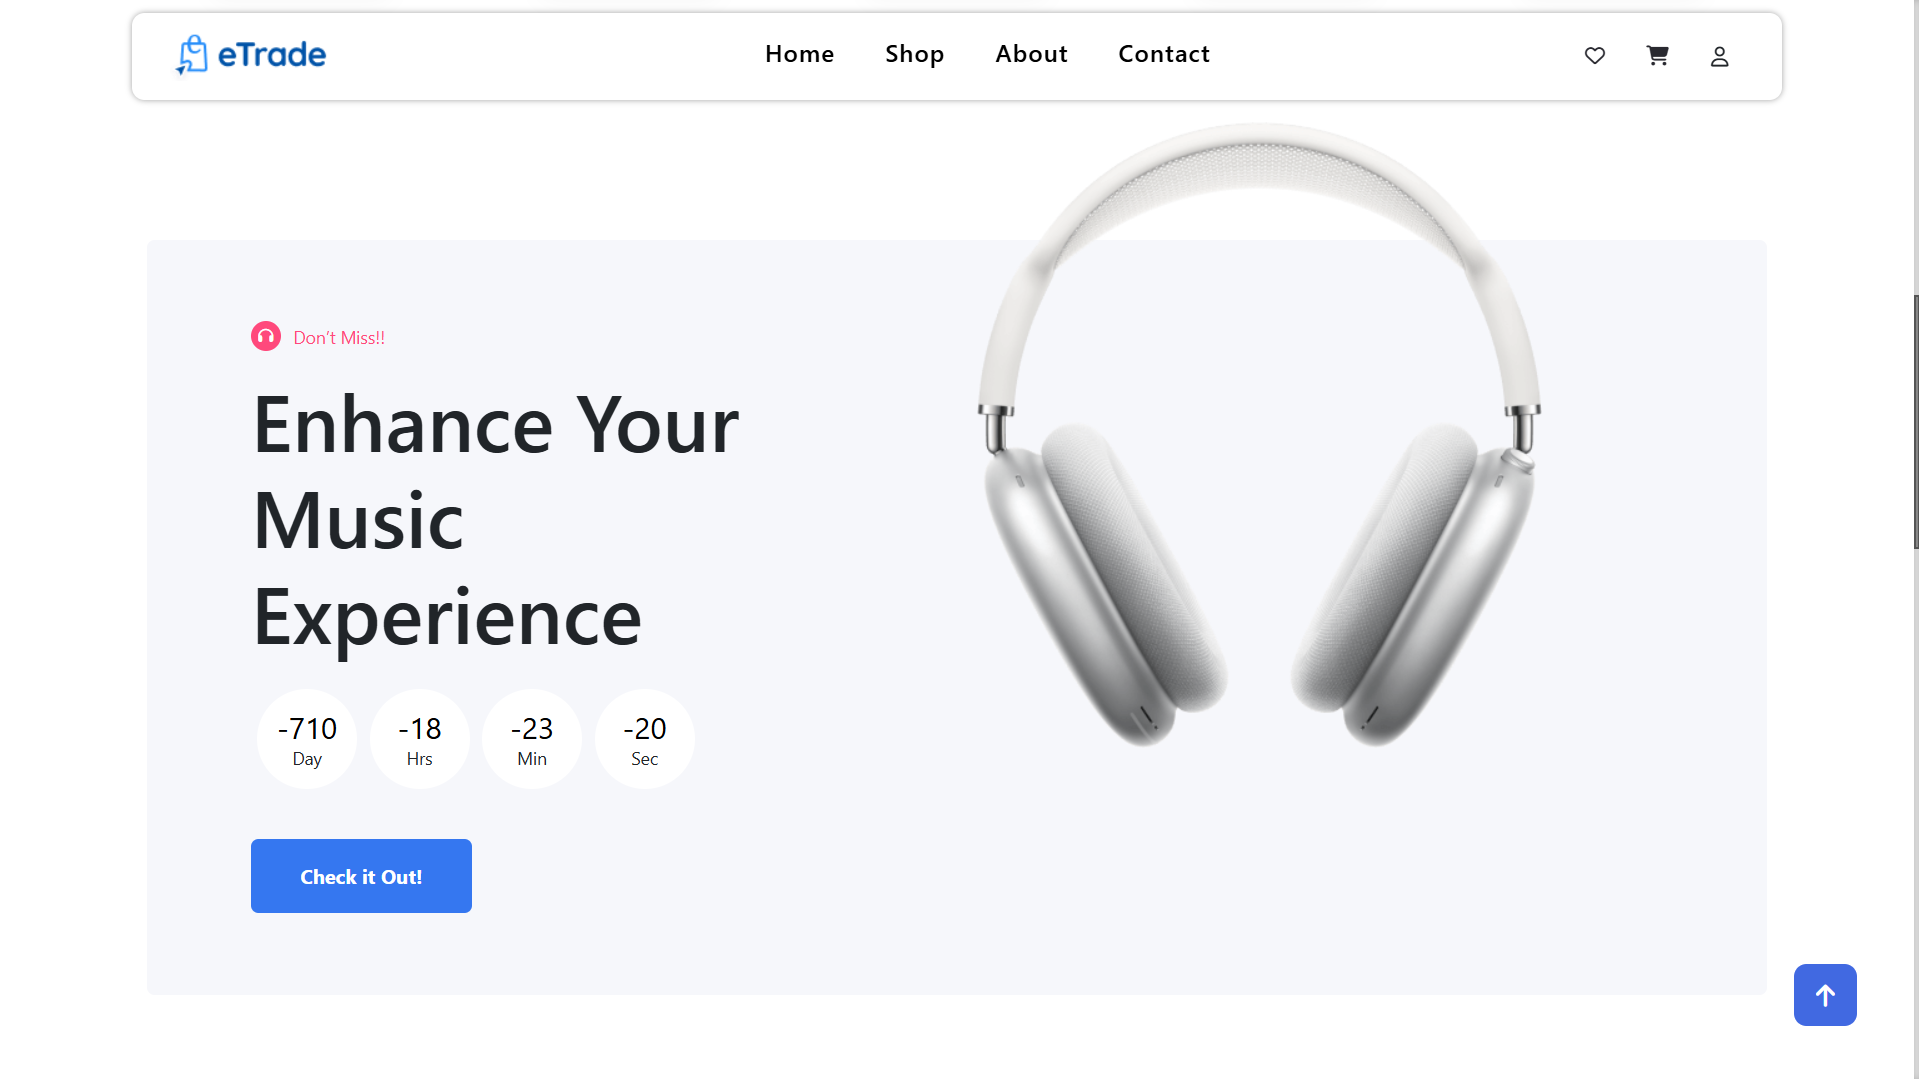 eTrade
Home Shop About Contact
Don't Miss!!
Enhance Your
Music
Experience
-710 -18 -23 -20
Day Hrs Min Sec
Check it Out!